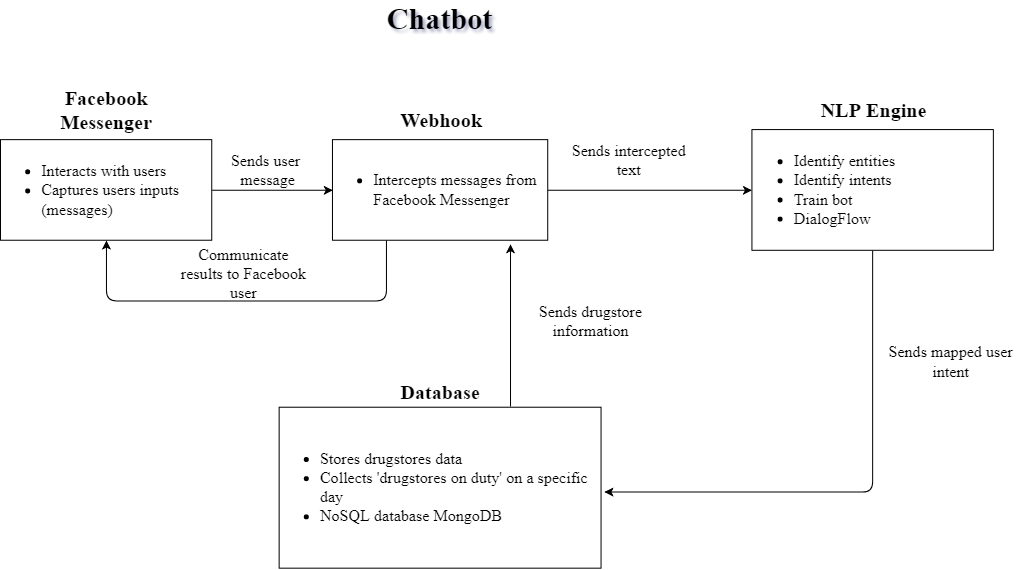 Chatbot
Facebook
Messenger
Webhook
NLP Engine
Interacts with users
Captures users inputs
(messages)
Sends user
message
Intercepts messages from
Facebook Messenger
Sends intercepted
text
Identify entities
Identify intents
Train bot
DialogFlow
Communicate
results to Facebook
user
Sends drugstore
information
Sends mapped user
intent
Database
Stores drugstores data
Collects 'drugstores on duty' on a specific
day
NoSQL database MongoDB